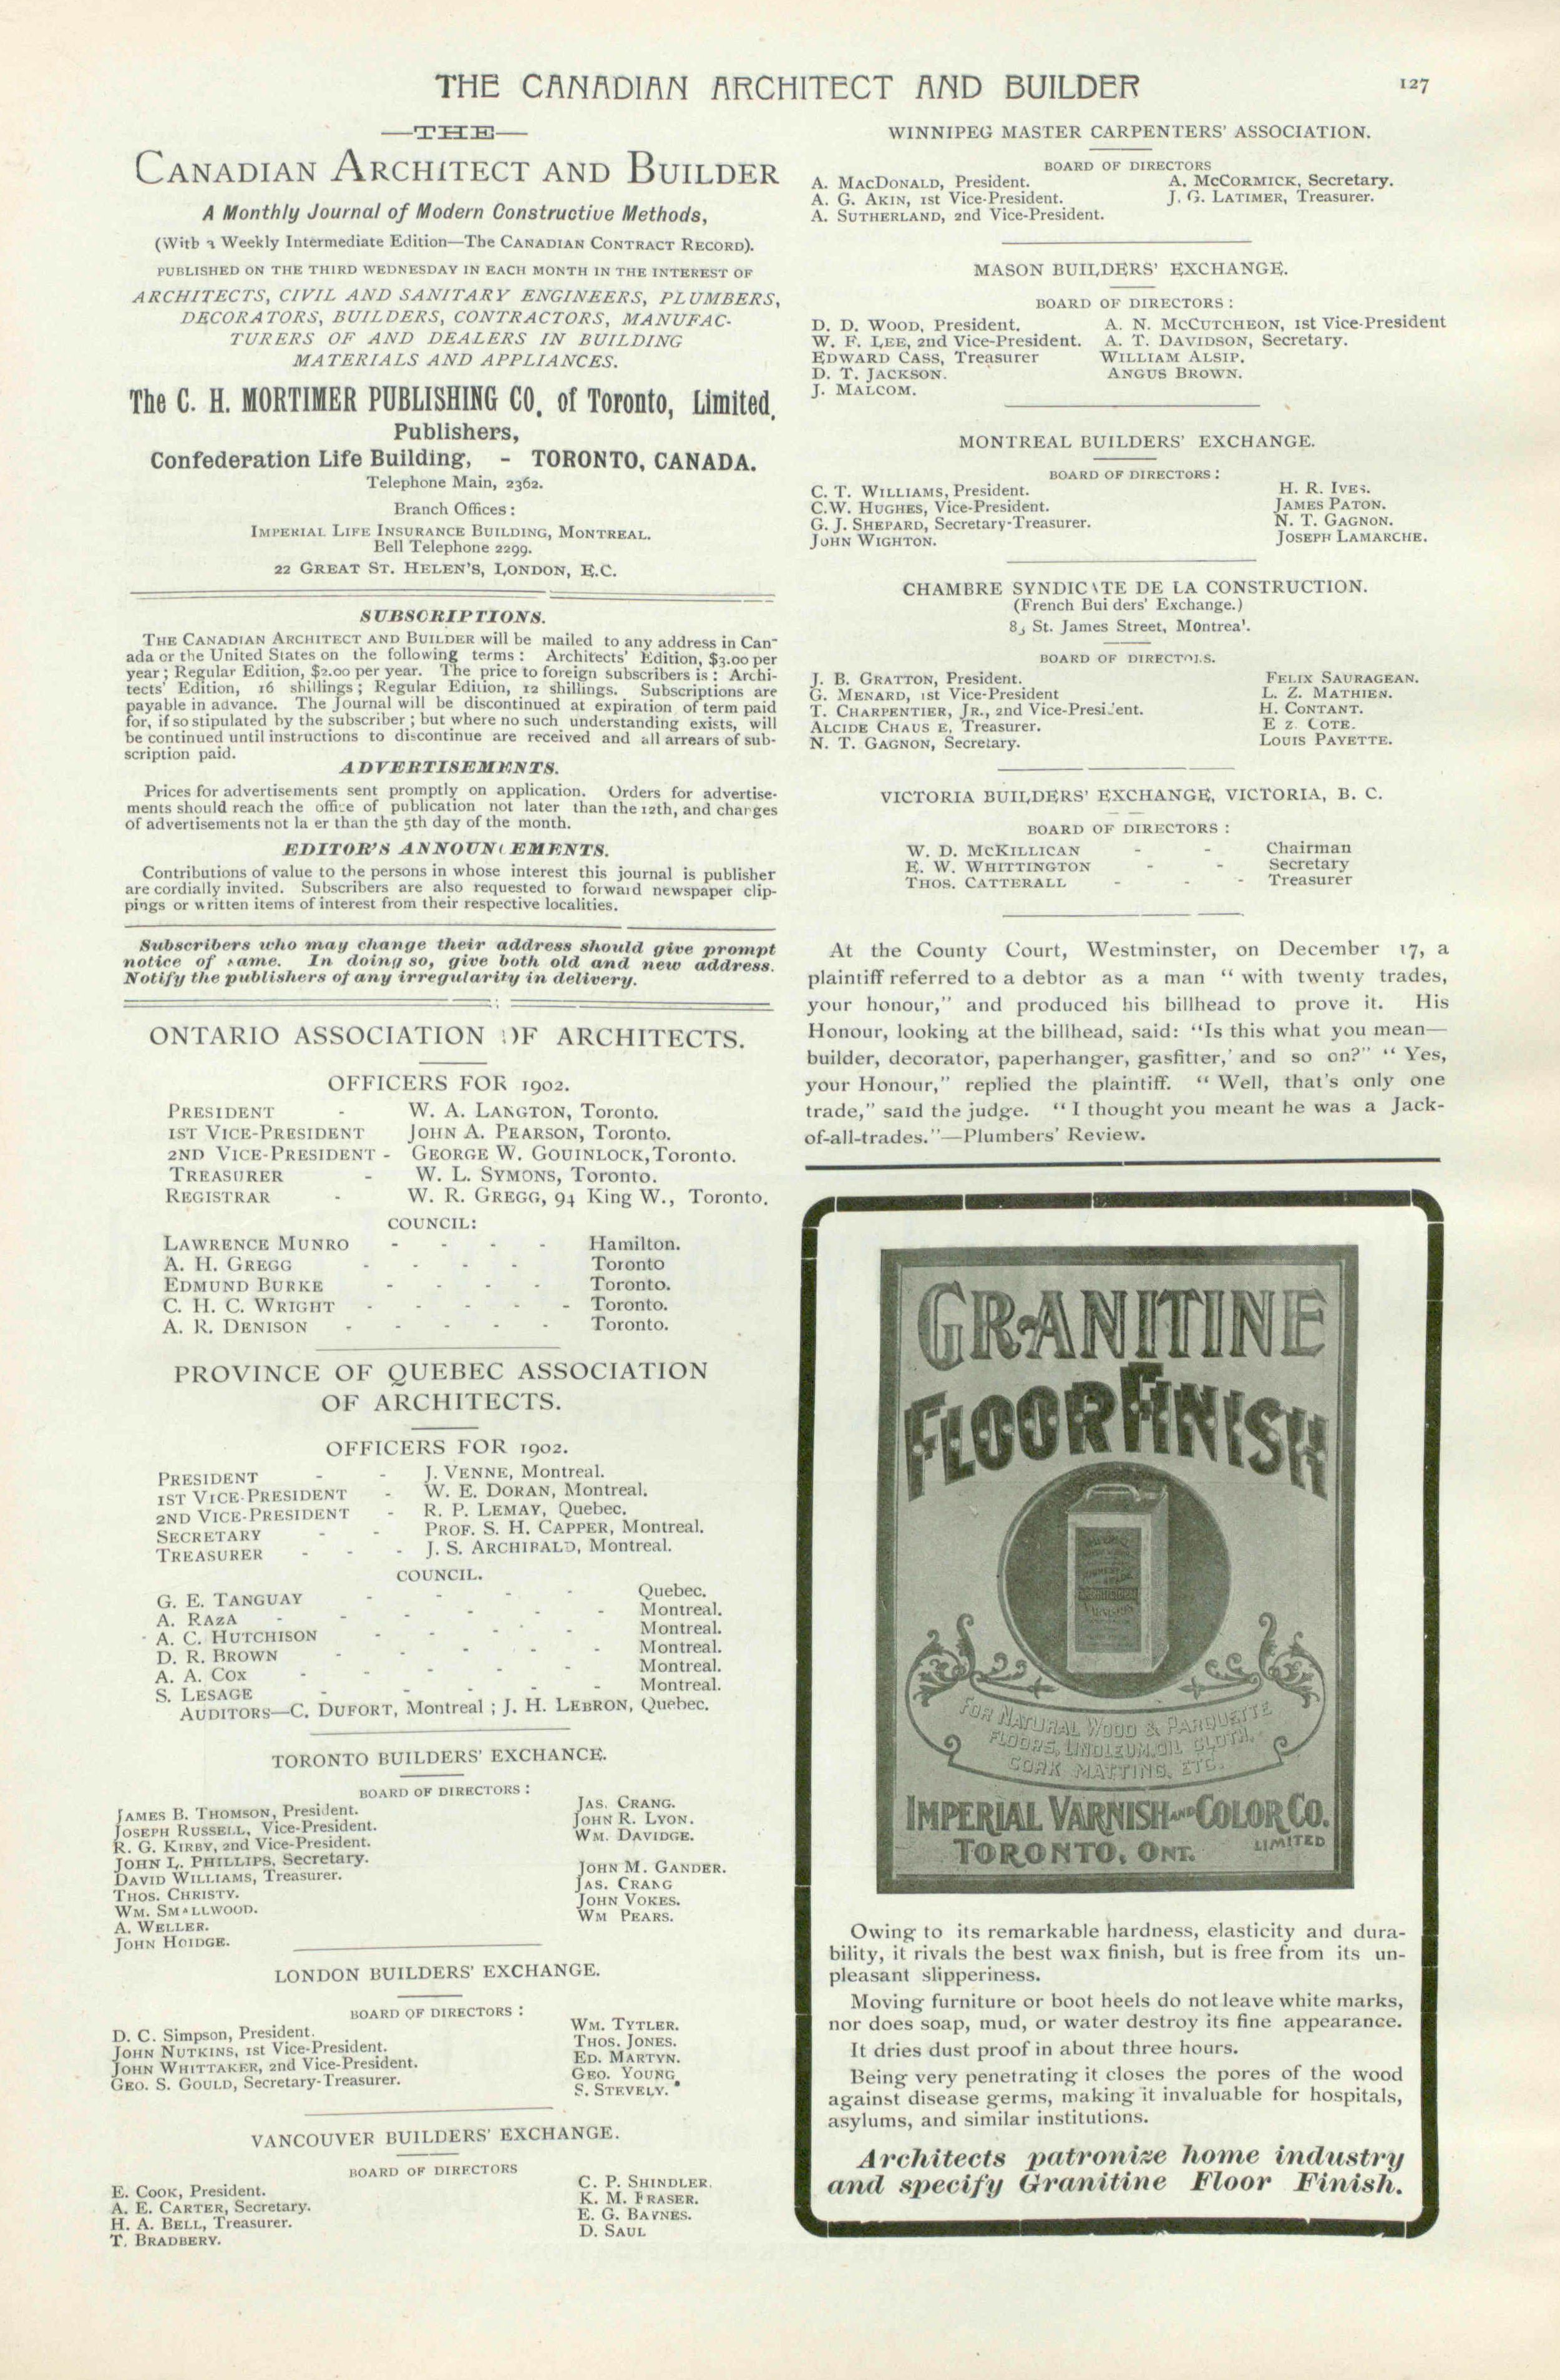 THE CANADIAN ARCHITECT AND BUILDER
127
—THE—
CANADIAN ARCHITECT AND BUILDER
A Monthly Journal of Modern Constructive Methods,
(With a Weekly Intermediate Edition—The CANADIAN CONTRACT RECORD).
PUBLISHED ON THE THIRD WEDNESDAY IN EACH MONTH IN THE INTEREST OF
ARCHITECTS, CIVIL AND SANITARY ENGINEERS, PLUMBERS,
DECORATORS, BUILDERS, CONTRACTORS, MANUFAC-
TURERS OF AND DEALERS IN BUILDING
MATERIALS AND APPLIANCES.
The C. H. MORTIMER PUBLISHING CO. of Toronto, Limited,
Publishers,
Confederation Life Building, - TORONTO, CANADA.
Telephone Main, 2362.
Branch Offices :
IMPERIAL LIFE INSURANCE BUILDING, MONTREAL.
Bell Telephone 2299.
22 GREAT ST. HELEN'S, LONDON, E.C.
SUBSCRIPTIONS.
THE CANADIAN ARCHITECT AND BUILDER will be mailed to any address in Can-
ada or the United States on the following terms : Architects' Edition, $3.00 per
year ; Regular Edition, $2.00 per year. The price to foreign subscribers is : Archi-
tects' Edition, 16 shillings ; Regular Edition, 12 shillings. Subscriptions are
payable in advance. The Journal will be discontinued at expiration of term paid
for, if so stipulated by the subscriber ; but where no such understanding exists, will
be continued until instructions to discontinue are received and all arrears of sub-
scription paid.
ADVERTISEMENTS.
Prices for advertisements sent promptly on application. Orders for advertise-
ments should reach the office of publication not later than the 12th, and charges
of advertisements not la er than the 5th day of the month.
EDITOR'S ANNOUNCEMENTS.
Contributions of value to the persons in whose interest this journal is publisher
are cordially invited. Subscribers are also requested to forward newspaper clip-
pings or written items of interest from their respective localities.
Subscribers who may change their address should give prompt
notice of same. In doing so, give both old and new address.
Notify the publishers of any irregularity in delivery.
ONTARIO ASSOCIATION OF ARCHITECTS.
OFFICERS FOR 1902.
PRESIDENT - W. A. LANGTON, Toronto.
1ST VICE-PRESIDENT JOHN A. PEARSON, Toronto.
2ND VICE-PRESIDENT - GEORGE W. GOUINLOCK, Toronto.
TREASURER - W. L. SYMONS, Toronto.
REGISTRAR - W. R. GREGG, 94 King W., Toronto.
COUNCIL:
LAWRENCE MUNRO - - - - Hamilton.
A. H. GREGG - - - - Toronto
EDMUND BURKE - - - - Toronto.
C. H. C. WRIGHT - - - - - Toronto.
A. R. DENISON - - - - - Toronto.
PROVINCE OF QUEBEC ASSOCIATION
OF ARCHITECTS.
OFFICERS FOR 1902.
PRESIDENT - - J. VENNE, Montreal.
1ST VICE-PRESIDENT - W. E. DORAN, Montreal.
2ND VICE-PRESIDENT - R. P. LEMAY, Quebec.
SECRETARY - - PROF. S. H. CAPPER, Montreal.
TREASURER - - - J. S. ARCHIBALD, Montreal.
COUNCIL.
G. E. TANGUAY - - - - Quebec.
A. RAZA - - - - - - Montreal.
A. C. HUTCHISON - - - - Montreal.
D. R. BROWN - - - - - Montreal.
A. A. COX - - - - - Montreal.
S. LESAGE - - - - - Montreal.
AUDITORS—C. DUFORT, Montreal ; J. H. LEBRON, Quebec.
TORONTO BUILDERS' EXCHANCE.
BOARD OF DIRECTORS :
JAMES B. THOMSON, President.
JOSEPH RUSSELL, Vice-President.
R. G. KIRBY, 2nd Vice-President.
JOHN L. PHILLIPS, Secretary.
DAVID WILLIAMS, Treasurer.
THOS. CHRISTY.
WM. SMALLWOOD.
A. WELLER.
JOHN HOIDGE.
JAS. CRANG.
JOHN R. LYON.
WM. DAVIDGE.
JOHN M. GANDER.
JAS. CRANG
JOHN VOKES.
WM PEARS.
LONDON BUILDERS' EXCHANGE.
BOARD OF DIRECTORS :
D. C. Simpson, President.
JOHN NUTKINS, 1st Vice-President.
JOHN WHITTAKER, 2nd Vice-President.
GEO. S. GOULD, Secretary-Treasurer.
WM. TYTLER.
THOS. JONES.
ED. MARTYN.
GEO. YOUNG
S. STEVELY.
VANCOUVER BUILDERS' EXCHANGE.
BOARD OF DIRECTORS
E. COOK, President.
A. E. CARTER, Secretary.
H. A. BELL, Treasurer.
T. BRADBERY.
C. P. SHINDLER.
K. M. FRASER.
E. G. BAYNES.
D. SAUL
WINNIPEG MASTER CARPENTERS' ASSOCIATION.
BOARD OF DIRECTORS
A. MACDONALD, President.
A. G. AKIN, 1st Vice-President.
A. SUTHERLAND, 2nd Vice-President.
A. MCCORMICK, Secretary.
J. G. LATIMER, Treasurer.
MASON BUILDERS' EXCHANGE.
BOARD OF DIRECTORS :
D. D. WOOD, President.
W. F. LEE, 2nd Vice-President.
EDWARD CASS, Treasurer
D. T. JACKSON.
J. MALCOM.
A. N. MCCUTCHEON, 1st Vice-President
A. T. DAVIDSON, Secretary.
WILLIAM ALSIP.
ANGUS BROWN.
MONTREAL BUILDERS' EXCHANGE.
BOARD OF DIRECTORS :
C. T. WILLIAMS, President.
C.W. HUGHES, Vice-President.
G. J. SHEPARD, Secretary-Treasurer.
JOHN WIGHTON.
H. R. IVES.
JAMES PATON.
N. T. GAGNON.
JOSEPH LAMARCHE.
CHAMBRE SYNDICATE DE LA CONSTRUCTION.
(French Bui ders' Exchange.)
St. James Street, Montreal.
BOARD OF DIRECTORS.
J. B. GRATTON, President.
G. MENARD, 1st Vice-President
T. CHARPENTIER, JR., 2nd Vice-President.
ALCIDE CHAUS E, Treasurer.
N. T. GAGNON, Secretary.
FELIX SAURAGEAN.
L. Z. MATHIEN.
H. CONTANT.
E Z. COTE.
LOUIS PAYETTE.
VICTORIA BUILDERS' EXCHANGE, VICTORIA, B. C.
BOARD OF DIRECTORS :
W. D. MCKILLICAN - - Chairman
E. W. WHITTINGTON - - Secretary
THOS. CATTERALL - - - Treasurer
At the County Court, Westminster, on December 17, a
plaintiff referred to a debtor as a man “ with twenty trades,
your honour,” and produced his billhead to prove it. His
Honour, looking at the billhead, said: “Is this what you mean—
builder, decorator, paperhanger, gasfitter,' and so on?” “ Yes,
your Honour,” replied the plaintiff. “ Well, that's only one
trade,” said the judge. “ I thought you meant he was a Jack-
of-all-trades.”—Plumbers' Review.
GRANITINE
FLOOR FINISH
FOR NATURAL WOOD & PARQUETTE
FLOORS, LINOLEUM, OIL CLOTH,
CORK MATTING, ETC.
IMPERIAL VARNISH AND COLOR CO.
LIMITED
TORONTO, ONT.
Owing to its remarkable hardness, elasticity and dura-
bility, it rivals the best wax finish, but is free from its un-
pleasant slipperiness.
Moving furniture or boot heels do not leave white marks,
nor does soap, mud, or water destroy its fine appearance.
It dries dust proof in about three hours.
Being very penetrating it closes the pores of the wood
against disease germs, making it invaluable for hospitals,
asylums, and similar institutions.
Architects patronize home industry
and specify Granitine Floor Finish.